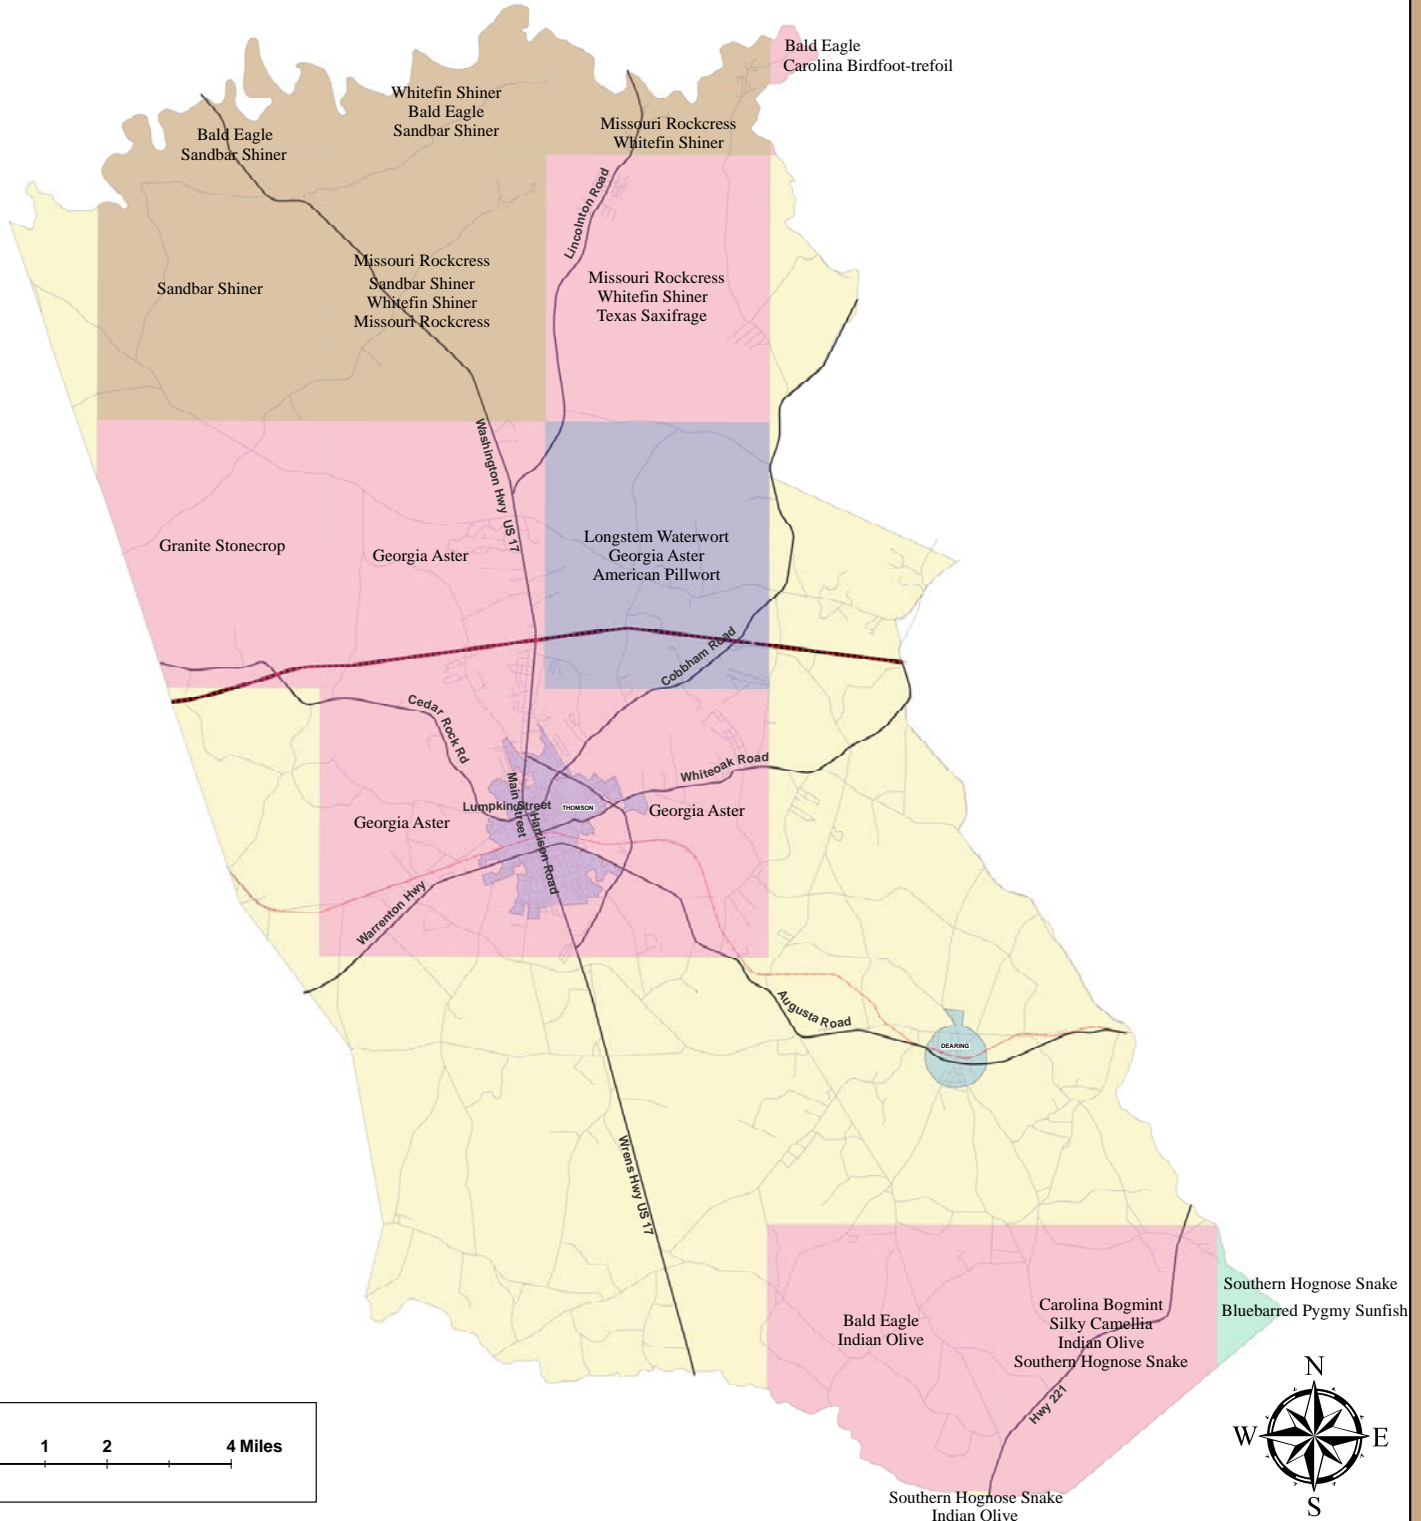 Bald Eagle
Carolina Birdfoot-trefoil
Whitefin Shiner
Bald Eagle
Sandbar Shiner
Missouri Rockcress
Whitefin Shiner
Bald Eagle
Sandbar Shiner
Lincolnton Road
Missouri Rockcress
Sandbar Shiner
Whitefin Shiner
Missouri Rockcress
Sandbar Shiner
Missouri Rockcress
Whitefin Shiner
Texas Saxifrage
Washington Hwy US 17
Granite Stonecrop
Georgia Aster
Longstem Waterwort
Georgia Aster
American Pillwort
Cobbham Road
Cedar Rock Rd
Whiteoak Road
Main Street
Lumpkin Street
THOMSON
Georgia Aster
Georgia Aster
Harrison Road
Warrenton Hwy
Augusta Road
DEARING
Wrens Hwy US 17
Southern Hognose Snake
Bluebarred Pygmy Sunfish
Bald Eagle
Indian Olive
Carolina Bogmint
Silky Camellia
Indian Olive
Southern Hognose Snake
Hwy 221
N
W
E
S
1 2 4 Miles
Southern Hognose Snake
Indian Olive